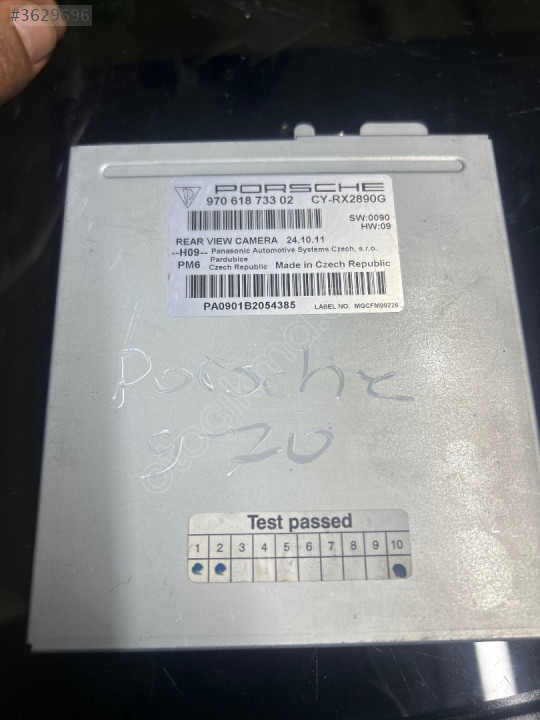 #3629696
PORSCHE
970 618 733 02 CY-RX2890G
SW:0090
HW:09
REAR VIEW CAMERA 24.10.11
--H09-- Panasonic Automotive Systems Czech, s.r.o.
Pardubice
PM6 Czech Republic Made in Czech Republic
PA0901B2054385 LABEL NO. MGCFM00226
Porsche
970
Test passed
1 2 3 4 5 6 7 8 9 10